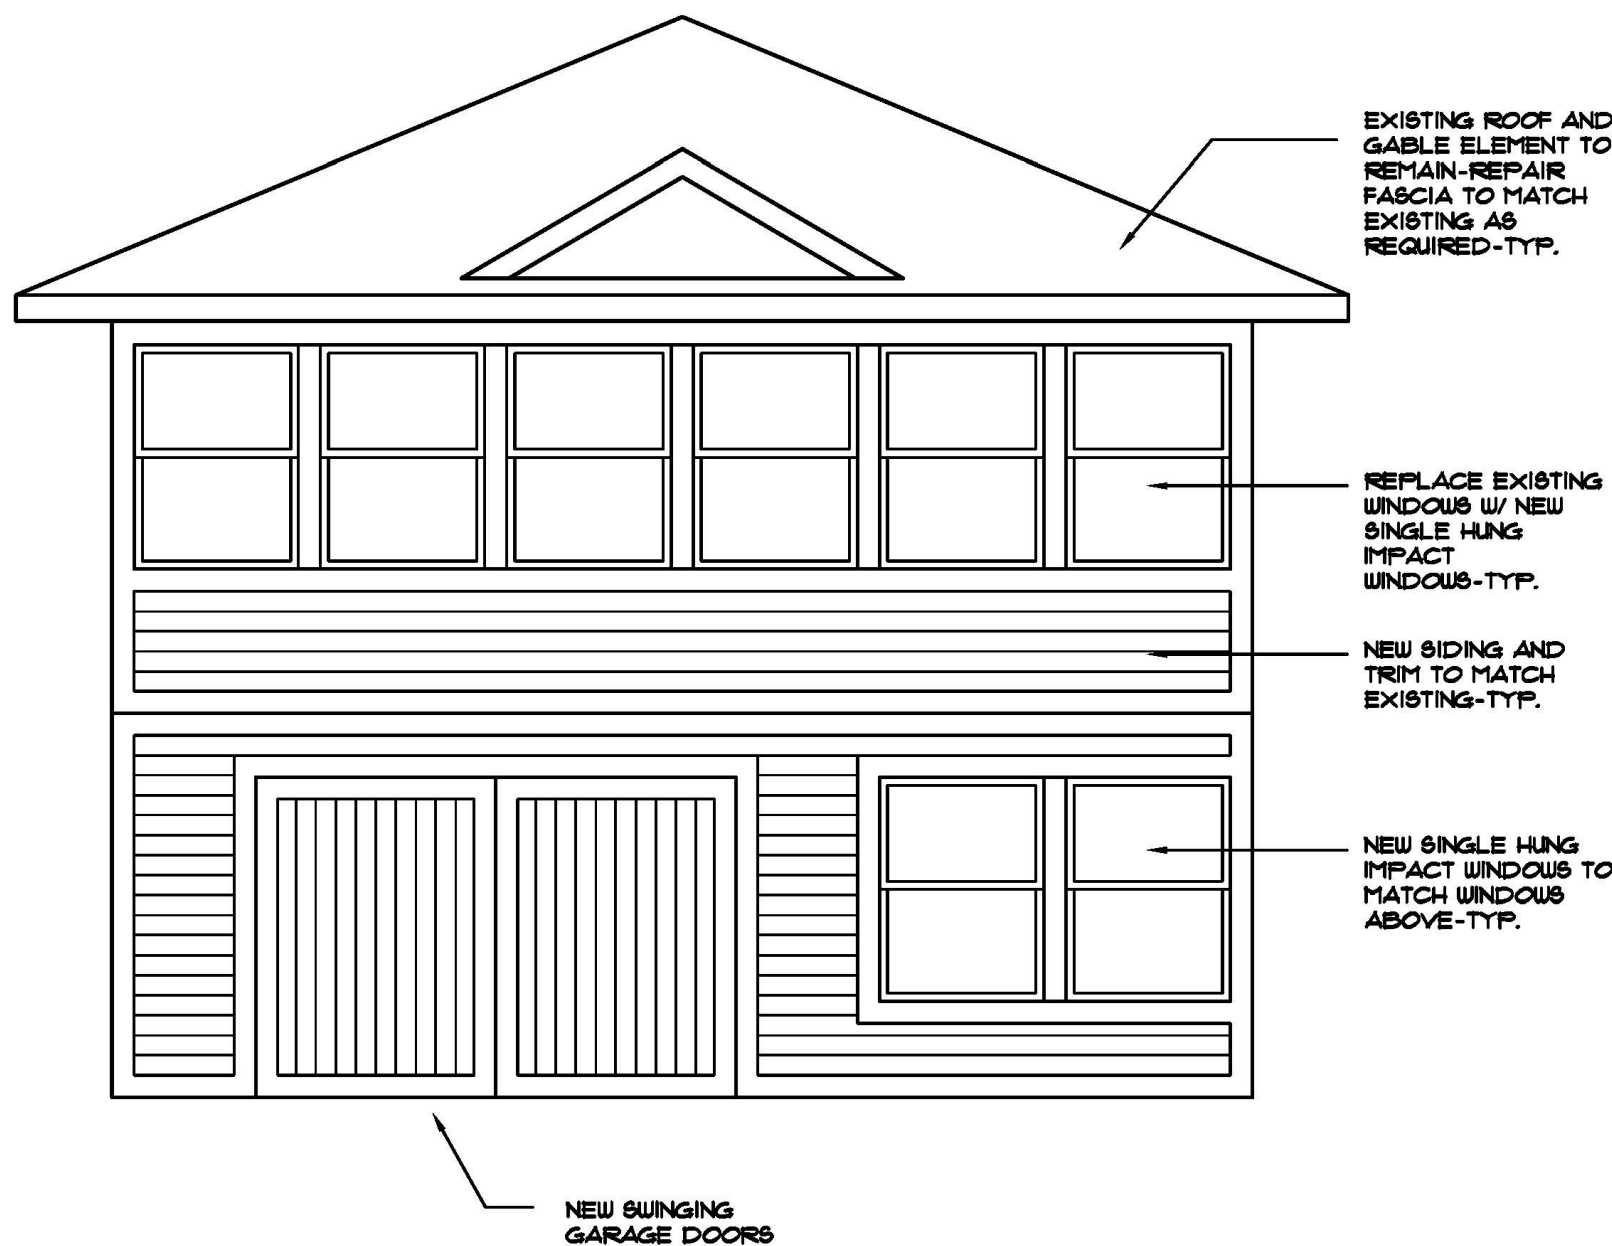 EXISTING ROOF AND
GABLE ELEMENT TO
REMAIN-REPAIR
FASCIA TO MATCH
EXISTING AS
REQUIRED-TYP.
REPLACE EXISTING
WINDOWS W/ NEW
SINGLE HUNG
IMPACT
WINDOWS-TYP.
NEW SIDING AND
TRIM TO MATCH
EXISTING-TYP.
NEW SINGLE HUNG
IMPACT WINDOWS TO
MATCH WINDOWS
ABOVE-TYP.
NEW SWINGING
GARAGE DOORS